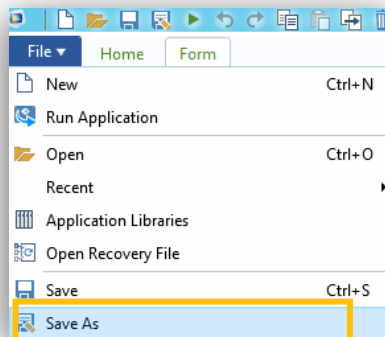 File Home Form
New Ctrl+N
Run Application
Open Ctrl+O
Recent
Application Libraries
Open Recovery File
Save Ctrl+S
Save As